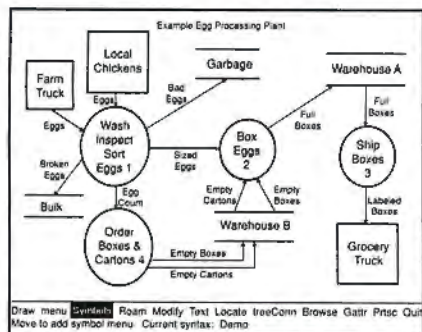 Example Egg Processing Plant
Local
Chickens
Farm
Truck
Garbage
Warehouse A
Eggs
Bad
Eggs
Eggs
Wash
Inspect
Sort
Eggs 1
Full
Boxes
Full
Boxes
Box
Eggs
2
Ship
Boxes
3
Broken
Eggs
Sized
Eggs
Bulk
Egg
Count
Empty
Cartons
Empty
Boxes
Labeled
Boxes
Warehouse B
Order
Boxes &
Cartons 4
Empty Boxes
Empty Cartons
Grocery
Truck
Draw menu Symbols Roam Modify Text Locate treeConn Browse Gattr Prtsc Quit
Move to add symbol menu Current syntax: Demo